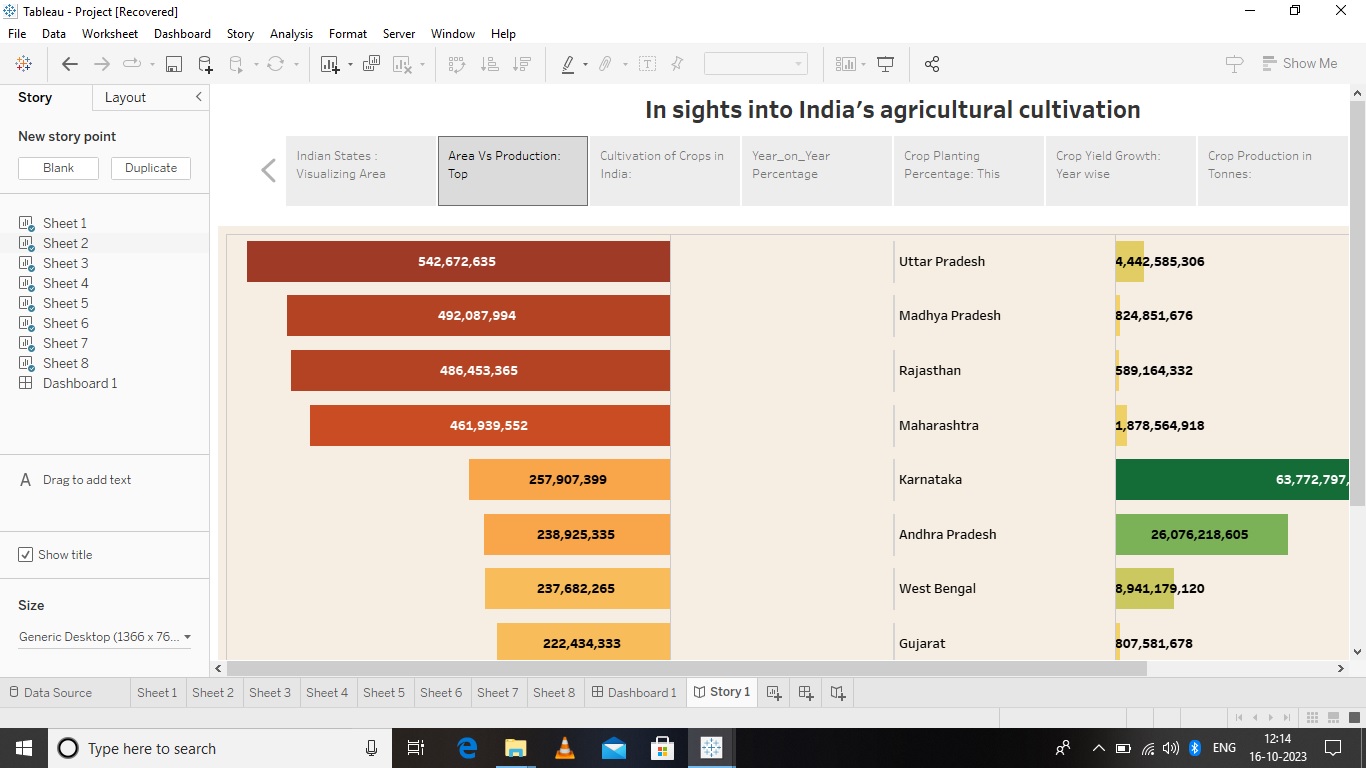 Tableau - Project [Recovered]
File Data Worksheet Dashboard Story Analysis Format Server Window Help
Show Me
Story Layout
New story point
Blank Duplicate
Sheet 1
Sheet 2
Sheet 3
Sheet 4
Sheet 5
Sheet 6
Sheet 7
Sheet 8
Dashboard 1
A Drag to add text
Show title
Size
Generic Desktop (1366 x 76...
In sights into India's agricultural cultivation
Indian States :
Visualizing Area
Area Vs Production:
Top
Cultivation of Crops in
India:
Year_on_Year
Percentage
Crop Planting
Percentage: This
Crop Yield Growth:
Year wise
Crop Production in
Tonnes:
542,672,635 Uttar Pradesh 4,442,585,306
492,087,994 Madhya Pradesh 824,851,676
486,453,365 Rajasthan 589,164,332
461,939,552 Maharashtra 1,878,564,918
257,907,399 Karnataka 63,772,797,
238,925,335 Andhra Pradesh 26,076,218,605
237,682,265 West Bengal 8,941,179,120
222,434,333 Gujarat 807,581,678
Data Source Sheet 1 Sheet 2 Sheet 3 Sheet 4 Sheet 5 Sheet 6 Sheet 7 Sheet 8 Dashboard 1 Story 1
Type here to search
ENG
12:14
16-10-2023